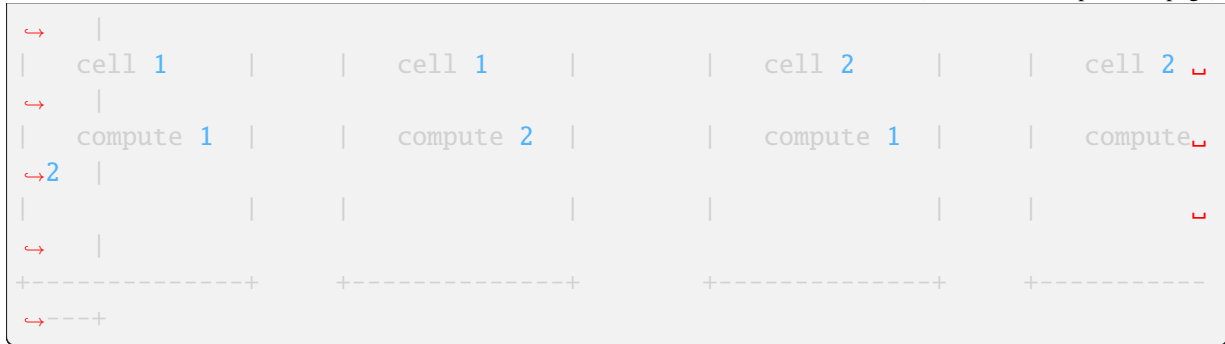 ↪   |
|   cell 1      |     |   cell 1      |       |   cell 2      |     |   cell 2 ␣
↪   |
|   compute 1   |     |   compute 2   |       |   compute 1   |     |   compute␣
↪2   |
|               |     |               |       |               |     |          ␣
↪   |
+---------------+     +---------------+       +---------------+     +-----------
↪----+